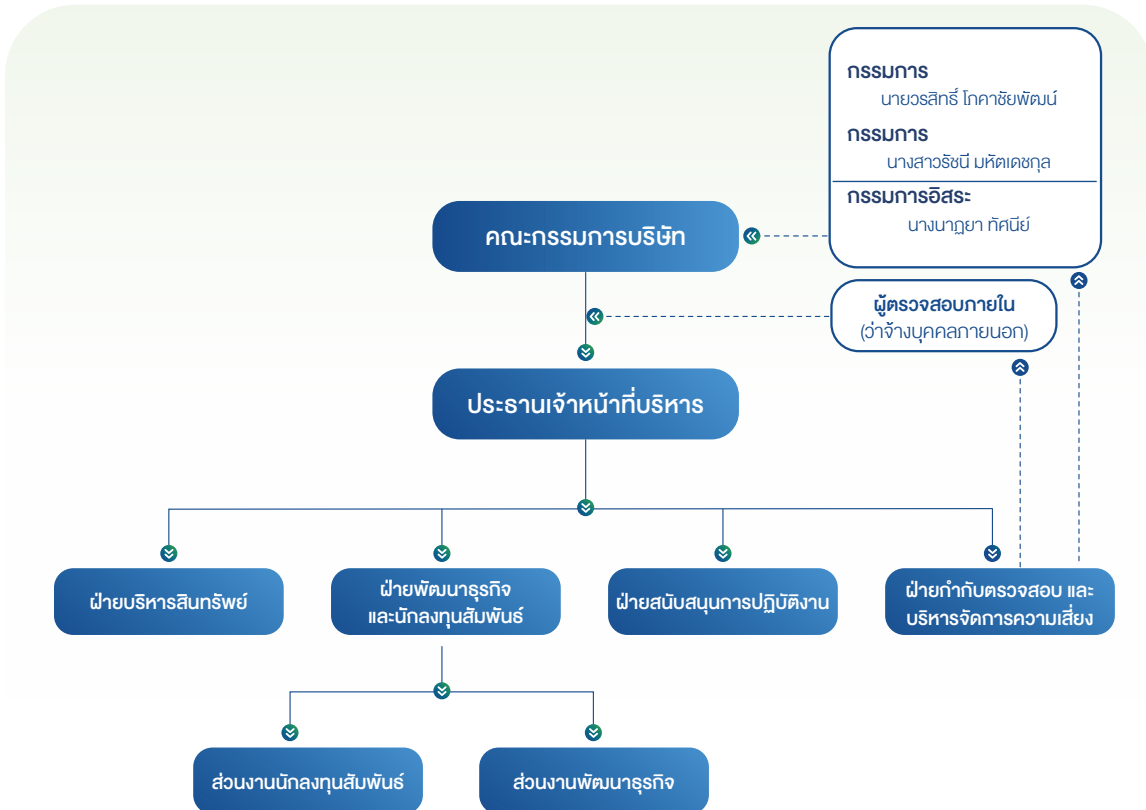 กรรมการ
นายวรสิทธิ์ โภคาชัยพัฒน์
กรรมการ
นางสาวรัชนี มหัตเดชกุล
กรรมการอิสระ
นางนาฏยา ทัศนีย์
คณะกรรมการบริษัท
ผู้ตรวจสอบภายใน
(ว่าจ้างบุคคลภายนอก)
ประธานเจ้าหน้าที่บริหาร
ฝ่ายบริหารสินทรัพย์
ฝ่ายพัฒนาธุรกิจ
และนักลงทุนสัมพันธ์
ฝ่ายสนับสนุนการปฏิบัติงาน
ฝ่ายกำกับตรวจสอบ และ
บริหารจัดการความเสี่ยง
ส่วนงานนักลงทุนสัมพันธ์
ส่วนงานพัฒนาธุรกิจ